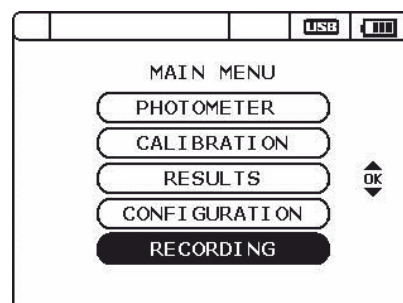 USB
MAIN MENU
PHOTOMETER
CALIBRATION
RESULTS
OK
CONFIGURATION
RECORDING